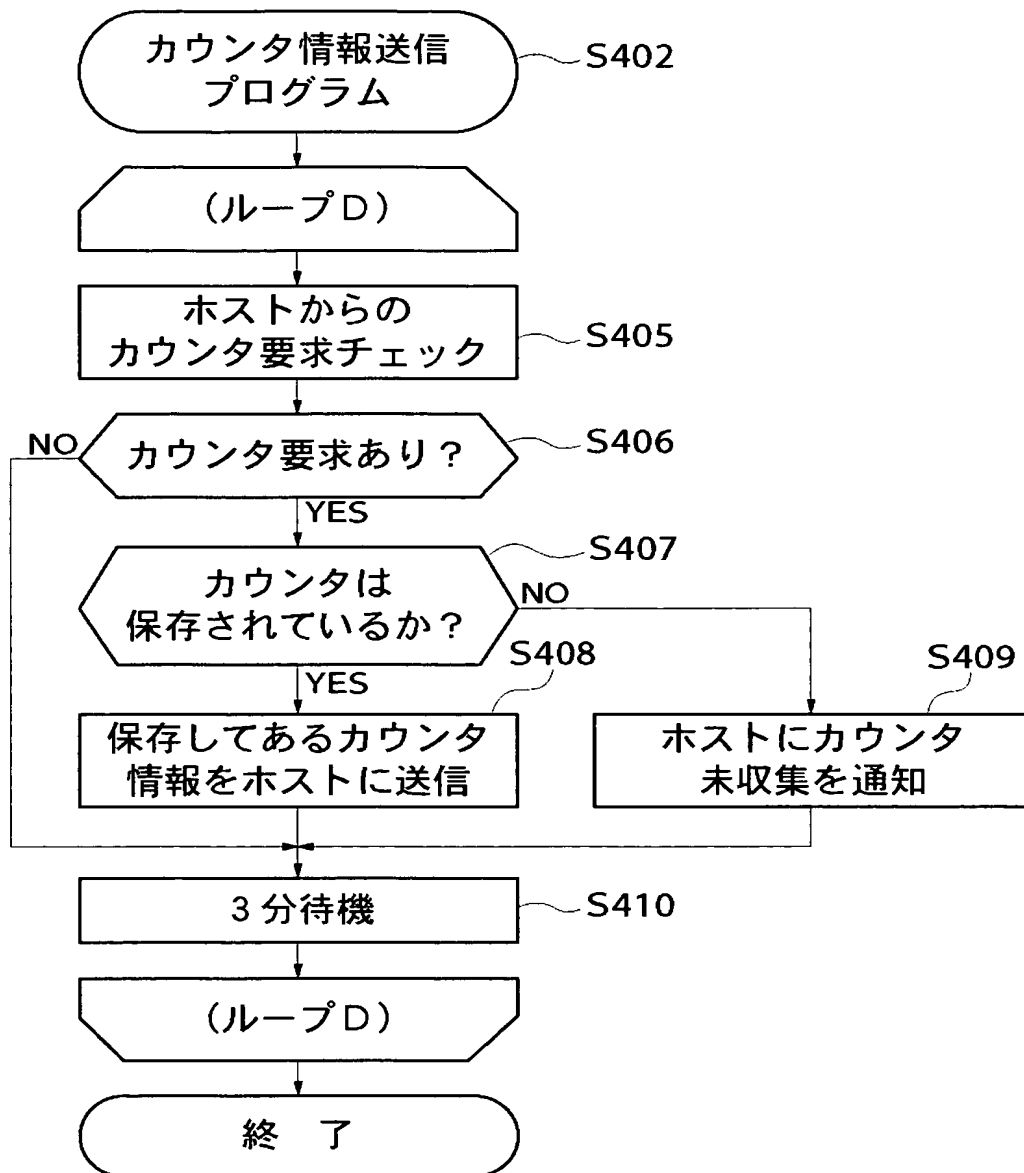 カウンタ情報送信
プログラム
S402
(ループD)
ホストからの
カウンタ要求チェック
S405
カウンタ要求あり?
S406
NO
YES
カウンタは
保存されているか?
S407
NO
YES
保存してあるカウンタ
情報をホストに送信
S408
ホストにカウンタ
未収集を通知
S409
3分待機
S410
(ループD)
終 了